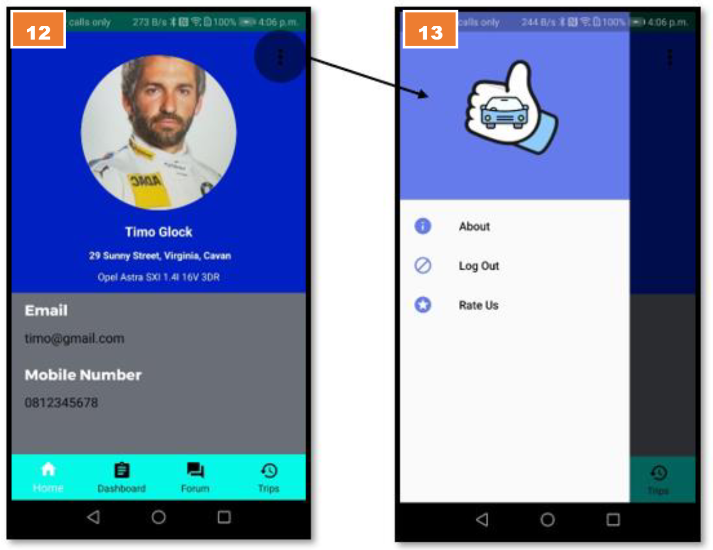 12
calls only 273 B/s 100% 4:06 p.m.
ADAC
Timo Glock
29 Sunny Street, Virginia, Cavan
Opel Astra SXI 1.4I 16V 3DR
Email
timo@gmail.com
Mobile Number
0812345678
Home Dashboard Forum Trips
13
calls only 244 B/s 100% 4:06 p.m.
About
Log Out
Rate Us
Trips